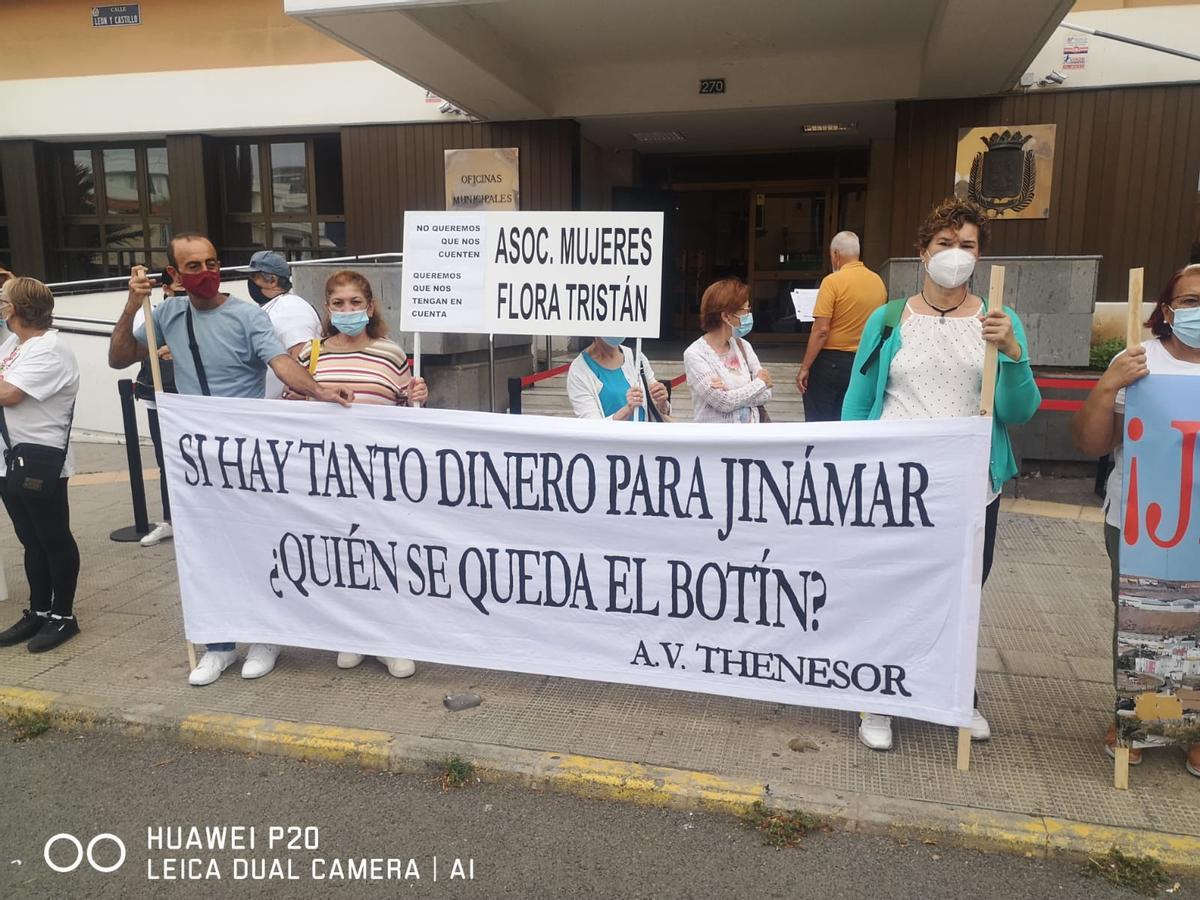 CALLE
LEÓN Y CASTILLO
270
OFICINAS
MUNICIPALES
NO QUEREMOS
QUE NOS
CUENTEN
QUEREMOS
QUE NOS
TENGAN EN
CUENTA
ASOC. MUJERES
FLORA TRISTÁN
SI HAY TANTO DINERO PARA JINÁMAR
¿QUIÉN SE QUEDA EL BOTÍN?
A.V. THENESOR
¡J
HUAWEI P20
LEICA DUAL CAMERA | AI